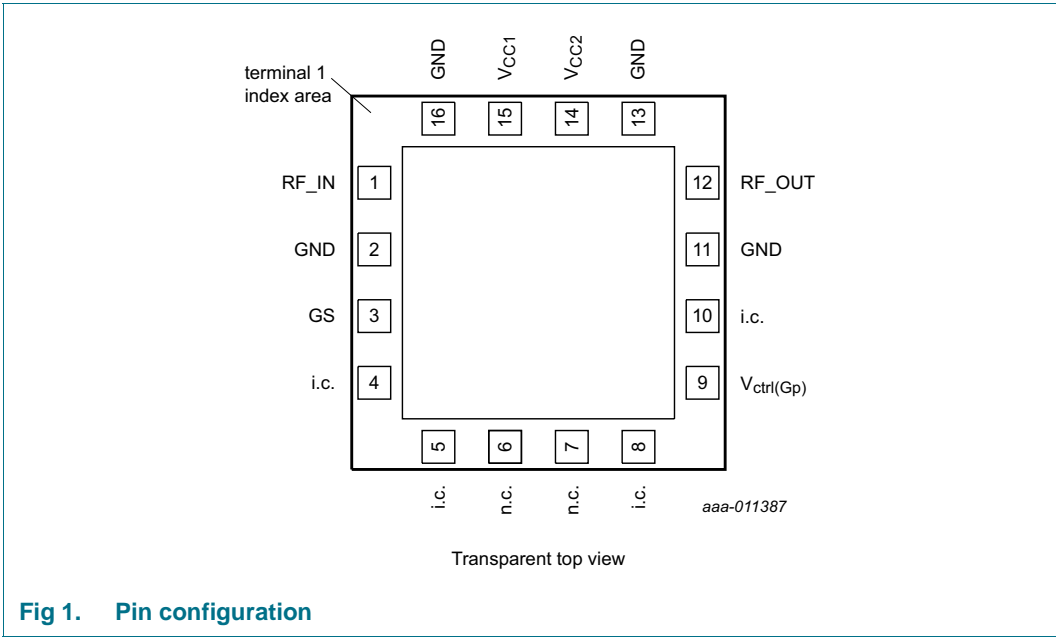 GND VCC1 VCC2 GND
terminal 1
index area
16 15 14 13
RF_IN 1 12 RF_OUT
GND 2 11 GND
GS 3 10 i.c.
i.c. 4 9 Vctrl(Gp)
5 6 7 8
i.c. n.c. n.c. i.c.
aaa-011387
Transparent top view
Fig 1. Pin configuration